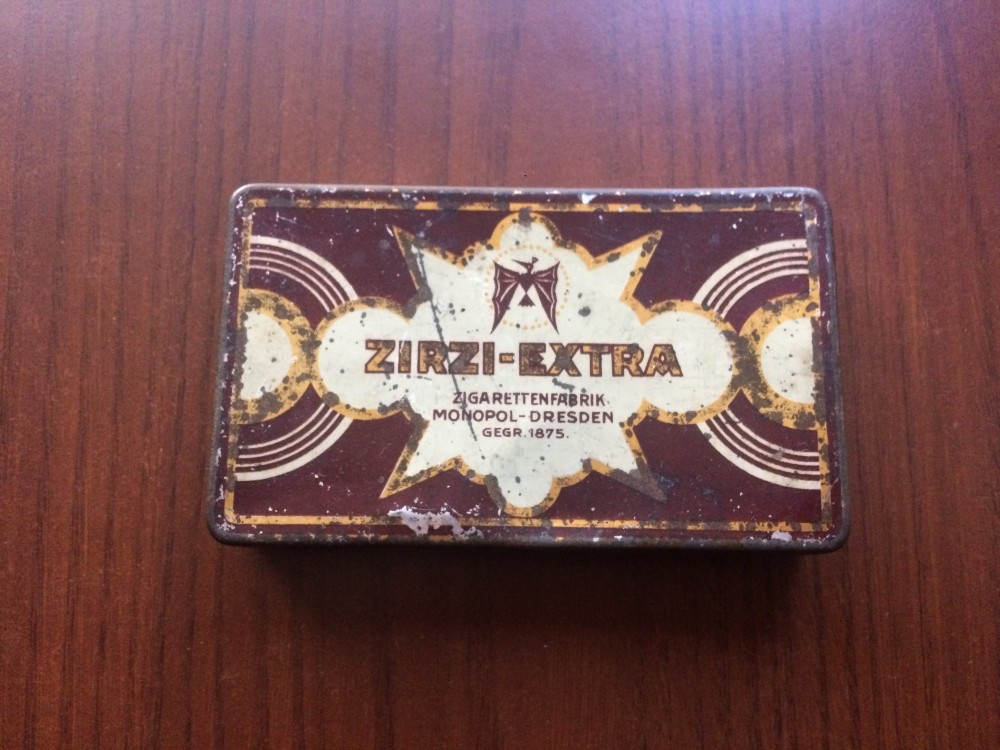 ZIRZI-EXTRA
ZIGARETTENFABRIK
MONOPOL-DRESDEN
GEGR.1875.